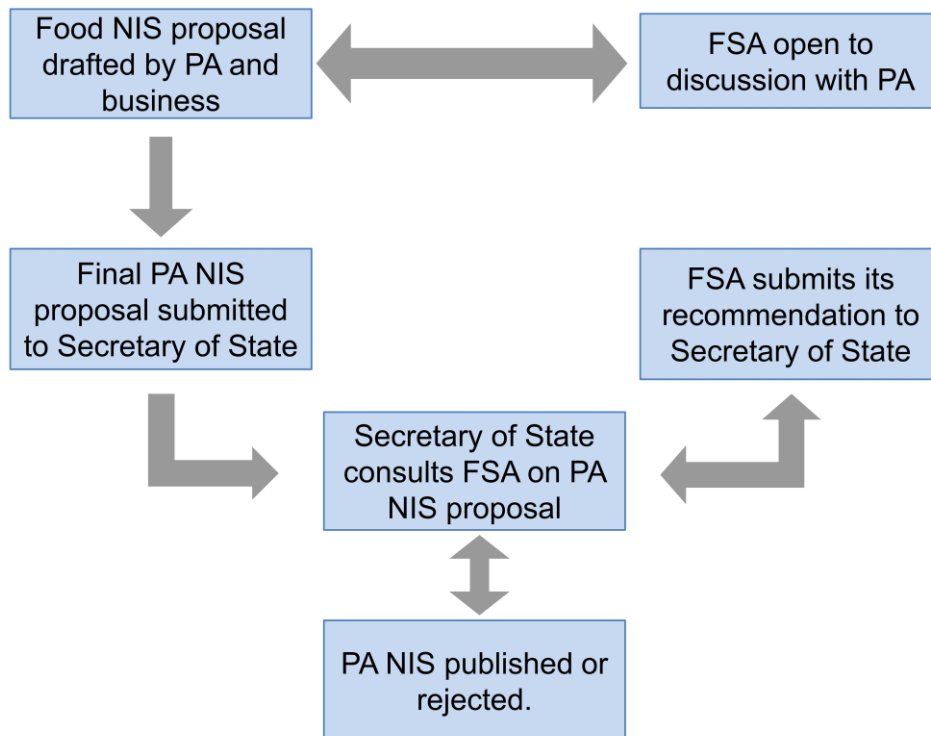 Food NIS proposal
drafted by PA and
business
FSA open to
discussion with PA
Final PA NIS
proposal submitted
to Secretary of State
FSA submits its
recommendation to
Secretary of State
Secretary of State
consults FSA on PA
NIS proposal
PA NIS published or
rejected.